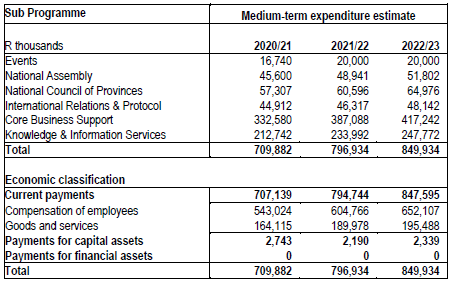 Sub Programme Medium-term expenditure estimate
R thousands 2020/21 2021/22 2022/23
Events 16,740 20,000 20,000
National Assembly 45,600 48,941 51,802
National Council of Provinces 57,307 60,596 64,976
International Relations & Protocol 44,912 46,317 48,142
Core Business Support 332,580 387,088 417,242
Knowledge & Information Services 212,742 233,992 247,772
Total 709,882 796,934 849,934
Economic classification
Current payments 707,139 794,744 847,595
Compensation of employees 543,024 604,766 652,107
Goods and services 164,115 189,978 195,488
Payments for capital assets 2,743 2,190 2,339
Payments for financial assets 0 0 0
Total 709,882 796,934 849,934